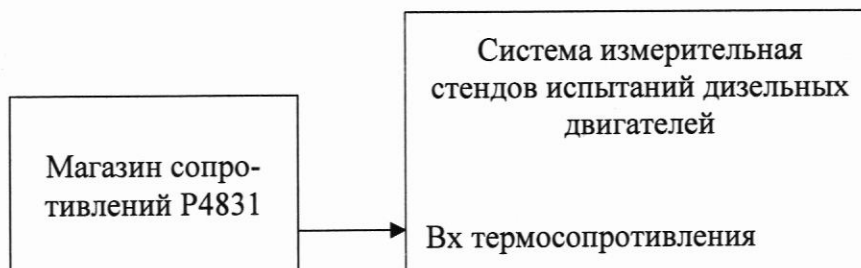 Система измерительная
стендов испытаний дизельных
двигателей
Магазин сопро-
тивлений Р4831
Вх термосопротивления